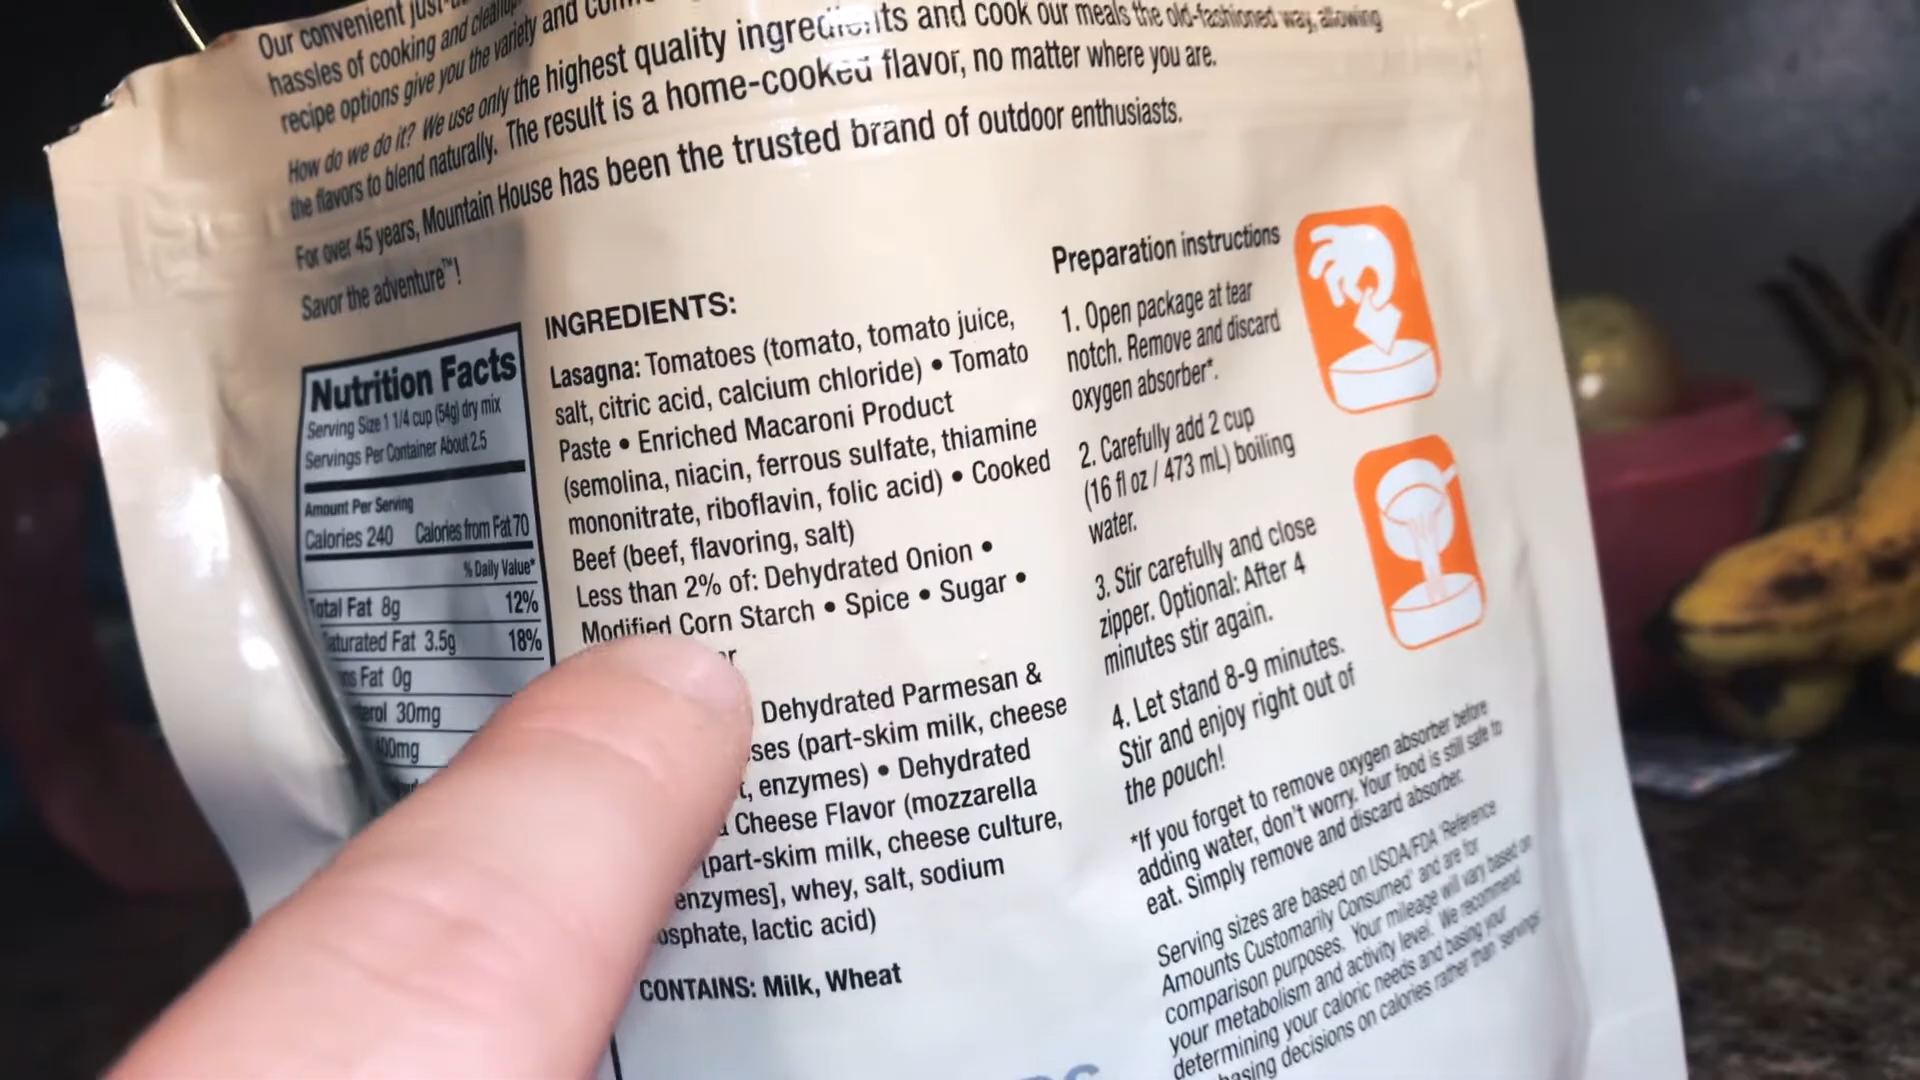 Our convenient just-
hassles of cooking and cleanup
recipe options give you the variety and
How do we do it? We use only the highest quality ingredients and cook our meals the old-fashioned way, allowing
the flavors to blend naturally. The result is a home-cooked flavor, no matter where you are.
For over 45 years, Mountain House has been the trusted brand of outdoor enthusiasts.
Savor the adventure™!
Nutrition Facts
Serving Size 1 1/4 cup (54g) dry mix
Servings Per Container About 2.5
Amount Per Serving
Calories 240 Calories from Fat 70
% Daily Value*
Total Fat 8g 12%
Saturated Fat 3.5g 18%
Fat 0g
30mg
INGREDIENTS:
Lasagna: Tomatoes (tomato, tomato juice,
salt, citric acid, calcium chloride) • Tomato
Paste • Enriched Macaroni Product
(semolina, niacin, ferrous sulfate, thiamine
mononitrate, riboflavin, folic acid) • Cooked
Beef (beef, flavoring, salt)
Less than 2% of: Dehydrated Onion •
Modified Corn Starch • Spice • Sugar •
Dehydrated Parmesan &
(part-skim milk, cheese
enzymes) • Dehydrated
Cheese Flavor (mozzarella
[part-skim milk, cheese culture,
enzymes], whey, salt, sodium
lactic acid)
CONTAINS: Milk, Wheat
Preparation instructions
1. Open package at tear
notch. Remove and discard
oxygen absorber*.
2. Carefully add 2 cup
(16 fl oz / 473 mL) boiling
water.
3. Stir carefully and close
zipper. Optional: After 4
minutes stir again.
4. Let stand 8-9 minutes.
Stir and enjoy right out of
the pouch!
*If you forget to remove oxygen absorber before
adding water, don't worry. Your food is still safe to
eat. Simply remove and discard absorber.
Serving sizes are based on USDA/FDA 'Reference
Amounts Customarily Consumed' and are for
comparison purposes. Your mileage will vary based on
your metabolism and activity level. We recommend
determining your caloric needs and basing your
decisions on calories rather than 'servings'